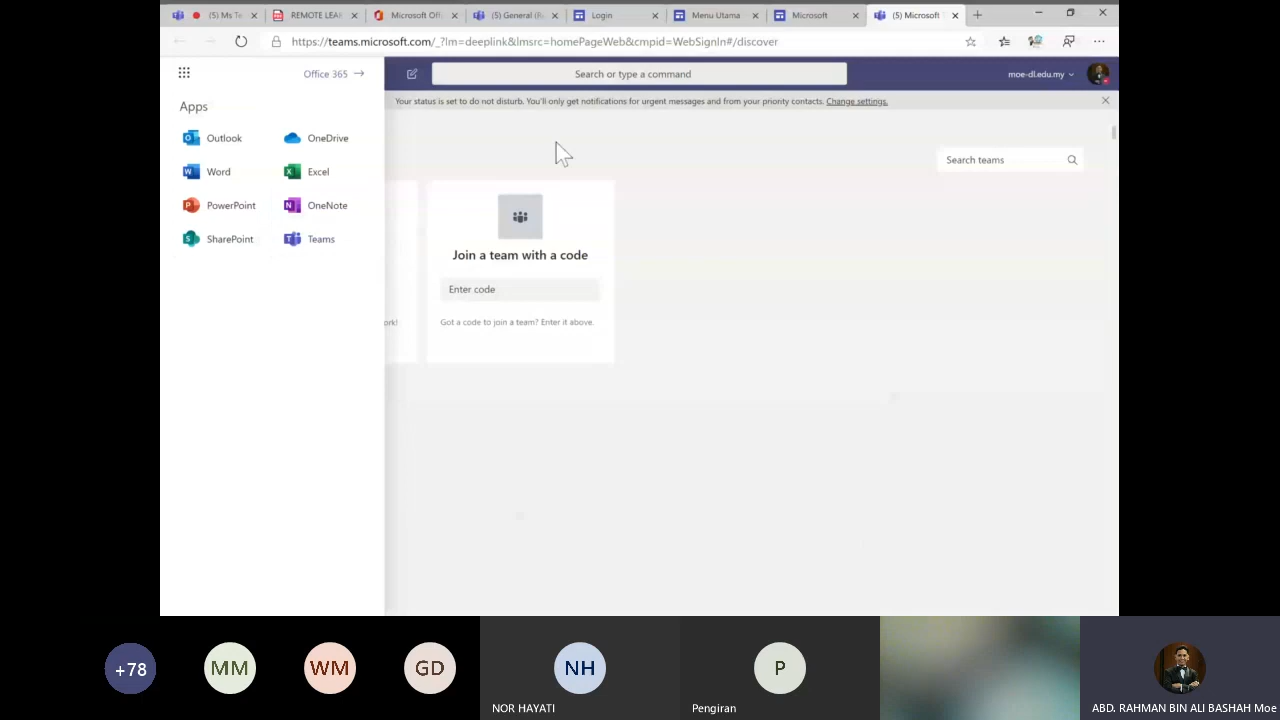 (5) Ms Te
REMOTE LEA
Microsoft Off
(5) General (R
Login
Menu Utama
Microsoft
(5) Microsoft
https://teams.microsoft.com/_?lm=deeplink&lmsrc=homePageWeb&cmpid=WebSignIn#/discover
Office 365 →
Search or type a command
moe-dl.edu.my
Your status is set to do not disturb. You'll only get notifications for urgent messages and from your priority contacts. Change settings.
Apps
Outlook
OneDrive
Word
Excel
PowerPoint
OneNote
SharePoint
Teams
Search teams
Join a team with a code
Enter code
ork!
Got a code to join a team? Enter it above.
+78
MM
WM
GD
NH
P
NOR HAYATI
Pengiran
ABD. RAHMAN BIN ALI BASHAH Moe